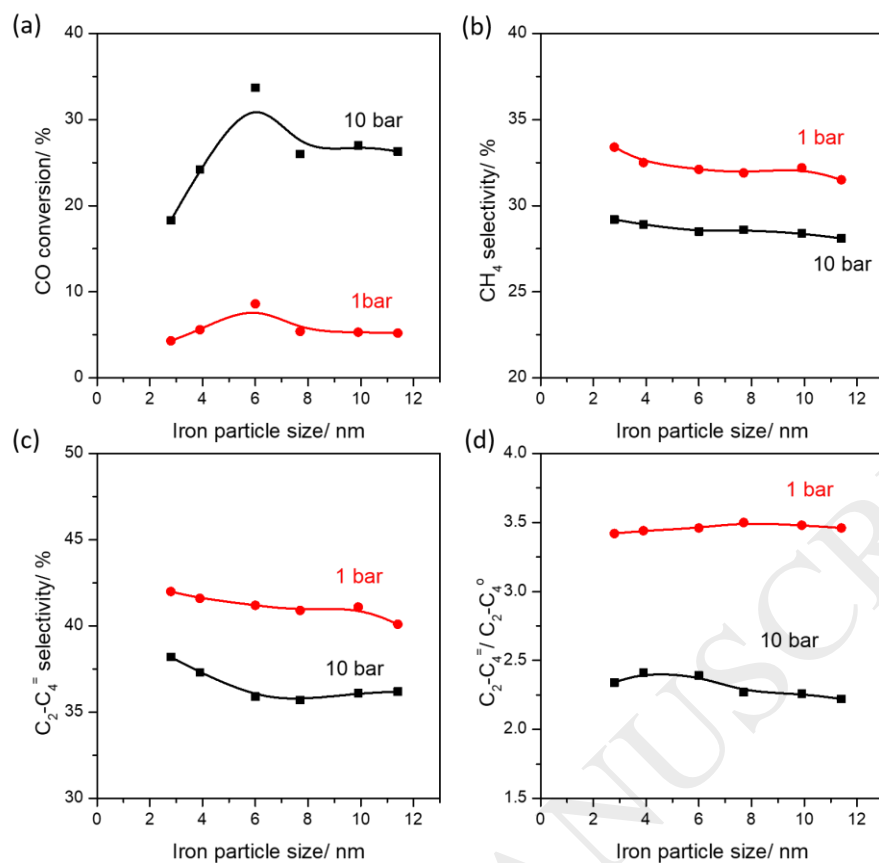 (a)
40
30
20
10
0
0 2 4 6 8 10 12
CO conversion/ %
Iron particle size/ nm
10 bar
1bar
(b)
40
35
30
25
20
0 2 4 6 8 10 12
CH₄ selectivity/ %
Iron particle size/ nm
1 bar
10 bar
(c)
50
45
40
35
30
0 2 4 6 8 10 12
C₂-C₄⁼ selectivity/ %
Iron particle size/ nm
1 bar
10 bar
(d)
4.0
3.5
3.0
2.5
2.0
1.5
0 2 4 6 8 10 12
C₂-C₄⁼/ C₂-C₄°
Iron particle size/ nm
1 bar
10 bar